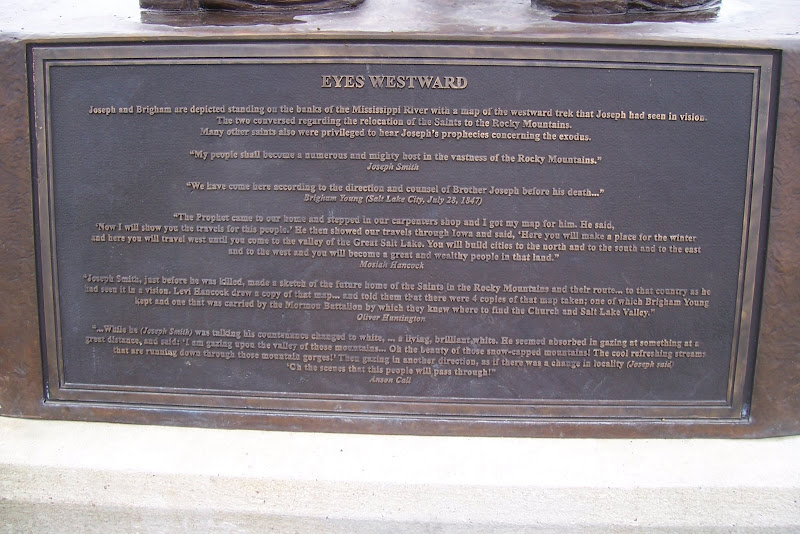 EYES WESTWARD
Joseph and Brigham are depicted standing on the banks of the Mississippi River with a map of the westward trek that Joseph had seen in vision.
The two conversed regarding the relocation of the Saints to the Rocky Mountains.
Many other saints also were privileged to hear Joseph's prophecies concerning the exodus.
"My people shall become a numerous and mighty host in the vastness of the Rocky Mountains."
Joseph Smith
"We have come here according to the direction and counsel of Brother Joseph before his death..."
Brigham Young (Salt Lake City, July 28, 1847)
"The Prophet came to our home and stepped in our carpenters shop and I got my map for him. He said,
'Now I will show you the travels for this people.' He then showed our travels through Iowa and said, 'Here you will make a place for the winter
and here you will travel west until you come to the valley of the Great Salt Lake. You will build cities to the north and to the south and to the east
and to the west and you will become a great and wealthy people in that land."
Mosiah Hancock
"Joseph Smith, just before he was killed, made a sketch of the future home of the Saints in the Rocky Mountains and their route... to that country as he
had seen it in a vision. Levi Hancock drew a copy of that map... and told them that there were 4 copies of that map taken; one of which Brigham Young
kept and one that was carried by the Mormon Battalion by which they knew where to find the Church and Salt Lake Valley."
Oliver Huntington
"...While he (Joseph Smith) was talking his countenance changed to white, ... a living, brilliant white. He seemed absorbed in gazing at something at a
great distance, and said: 'I am gazing upon the valley of those mountains... Oh the beauty of those snow-capped mountains! The cool refreshing streams
that are running down through those mountain gorges!' Then gazing in another direction, as if there was a change in locality (Joseph said)
'Oh the scenes that this people will pass through!"
Anson Call